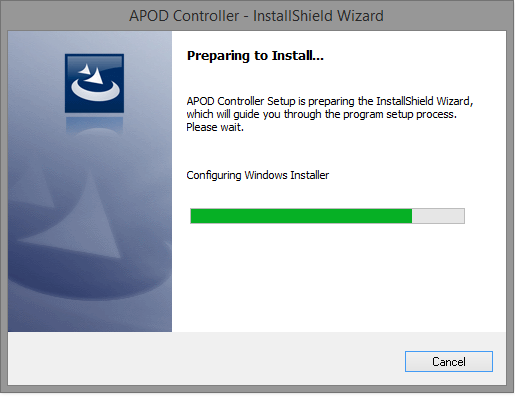 APOD Controller - InstallShield Wizard
Preparing to Install...
APOD Controller Setup is preparing the InstallShield Wizard,
which will guide you through the program setup process.
Please wait.
Configuring Windows Installer
Cancel